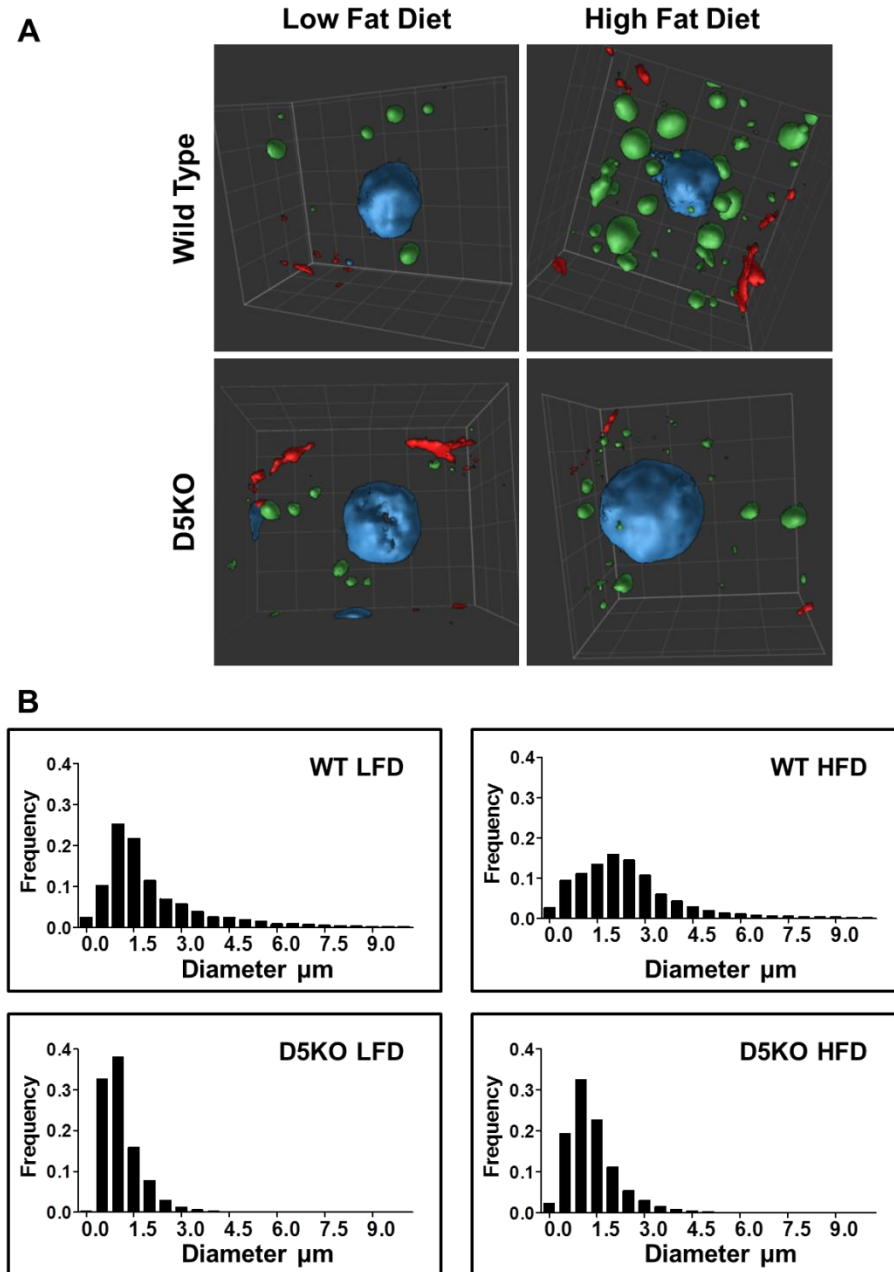 A
Low Fat Diet
High Fat Diet
Wild Type
D5KO
B
WT LFD
0.4
0.3
0.2
0.1
0.0
Frequency
0.0 1.5 3.0 4.5 6.0 7.5 9.0
Diameter µm
WT HFD
0.4
0.3
0.2
0.1
0.0
Frequency
0.0 1.5 3.0 4.5 6.0 7.5 9.0
Diameter µm
D5KO LFD
0.4
0.3
0.2
0.1
0.0
Frequency
0.0 1.5 3.0 4.5 6.0 7.5 9.0
Diameter µm
D5KO HFD
0.4
0.3
0.2
0.1
0.0
Frequency
0.0 1.5 3.0 4.5 6.0 7.5 9.0
Diameter µm